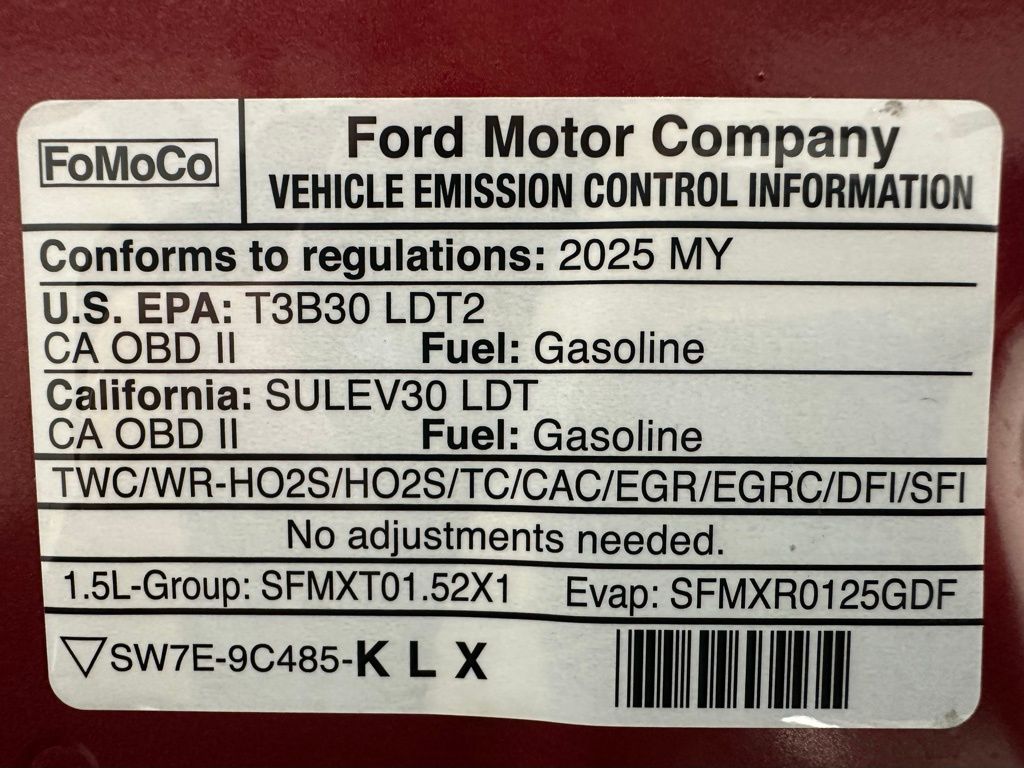 FoMoCo
Ford Motor Company
VEHICLE EMISSION CONTROL INFORMATION
Conforms to regulations: 2025 MY
U.S. EPA: T3B30 LDT2
CA OBD II Fuel: Gasoline
California: SULEV30 LDT
CA OBD II Fuel: Gasoline
TWC/WR-HO2S/HO2S/TC/CAC/EGR/EGRC/DFI/SFI
No adjustments needed.
1.5L-Group: SFMXT01.52X1 Evap: SFMXR0125GDF
SW7E-9C485-K L X